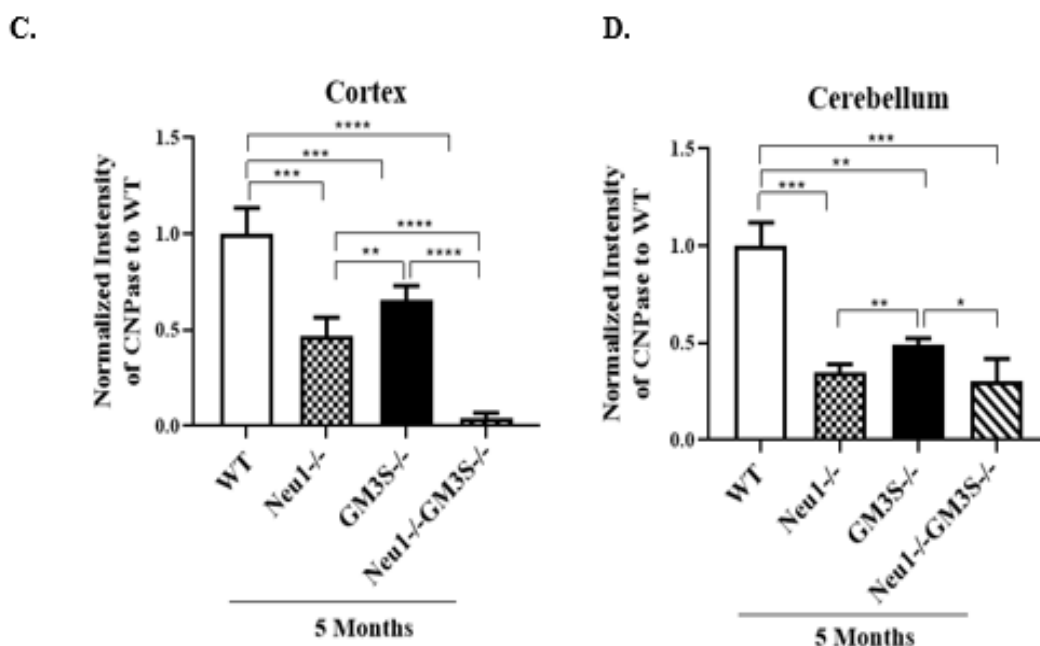 C.
D.
Cortex
Normalized Instensity
of CNPase to WT
1.5
1.0
0.5
0.0
****
***
***
****
**
****
WT
Neu1-/-
GM3S-/-
Neu1-/-GM3S-/-
5 Months
Cerebellum
Normalized Instensity
of CNPase to WT
1.5
1.0
0.5
0.0
***
**
***
**
*
WT
Neu1-/-
GM3S-/-
Neu1-/-GM3S-/-
5 Months